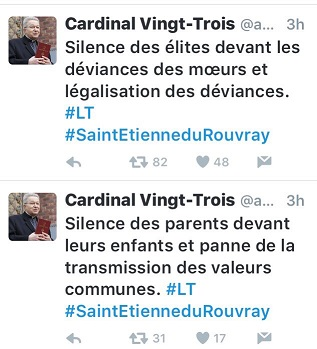 Cardinal Vingt-Trois @a... 3h
Silence des élites devant les
déviances des mœurs et
légalisation des déviances.
#LT
#SaintEtienneduRouvray
82 48
Cardinal Vingt-Trois @a... 3h
Silence des parents devant
leurs enfants et panne de la
transmission des valeurs
communes. #LT
#SaintEtienneduRouvray
31 17